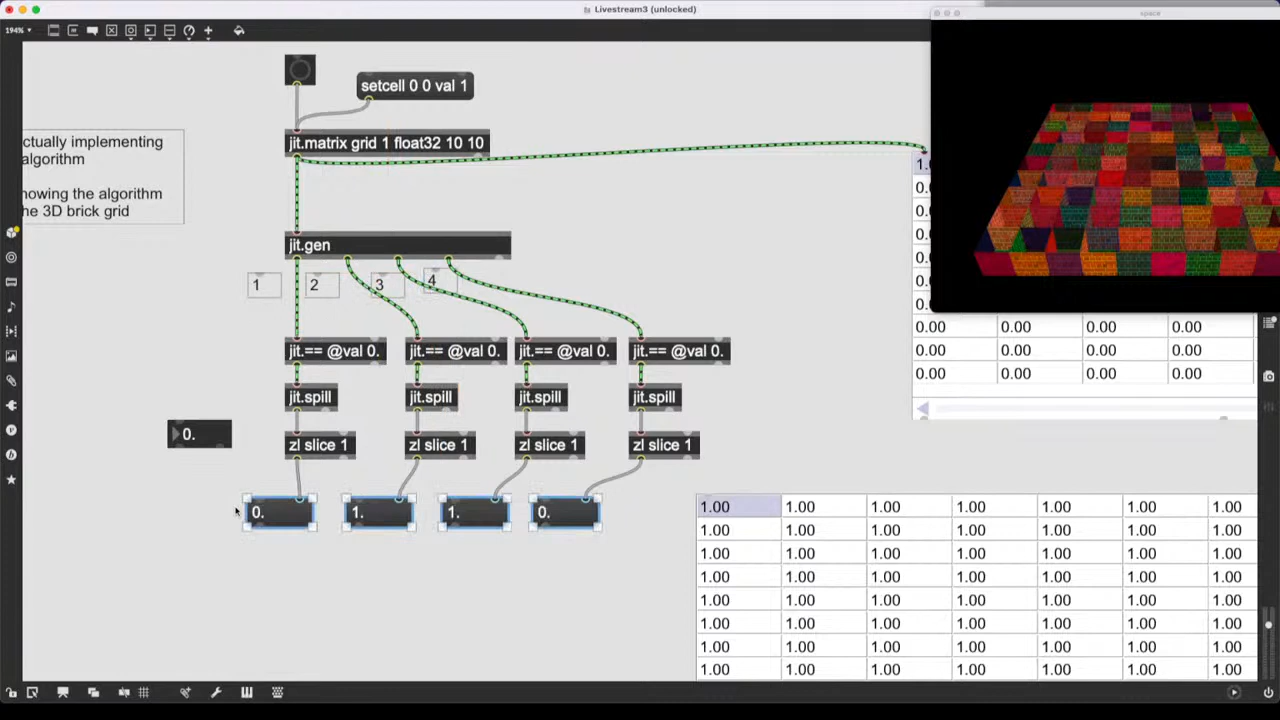 Livestream3 (unlocked)
space
194%
setcell 0 0 val 1
jit.matrix grid 1 float32 10 10
ctually implementing
algorithm
howing the algorithm
he 3D brick grid
jit.gen
1 2 3 4
jit.== @val 0. jit.== @val 0. jit.== @val 0. jit.== @val 0.
jit.spill jit.spill jit.spill jit.spill
0.
zl slice 1 zl slice 1 zl slice 1 zl slice 1
0. 1. 1. 0.
1.
0.
0.
0.
0.
0.
0.
0.00 0.00 0.00 0.00
0.00 0.00 0.00 0.00
0.00 0.00 0.00 0.00
1.00 1.00 1.00 1.00 1.00 1.00 1.00
1.00 1.00 1.00 1.00 1.00 1.00 1.00
1.00 1.00 1.00 1.00 1.00 1.00 1.00
1.00 1.00 1.00 1.00 1.00 1.00 1.00
1.00 1.00 1.00 1.00 1.00 1.00 1.00
1.00 1.00 1.00 1.00 1.00 1.00 1.00
1.00 1.00 1.00 1.00 1.00 1.00 1.00
1.00 1.00 1.00 1.00 1.00 1.00 1.00